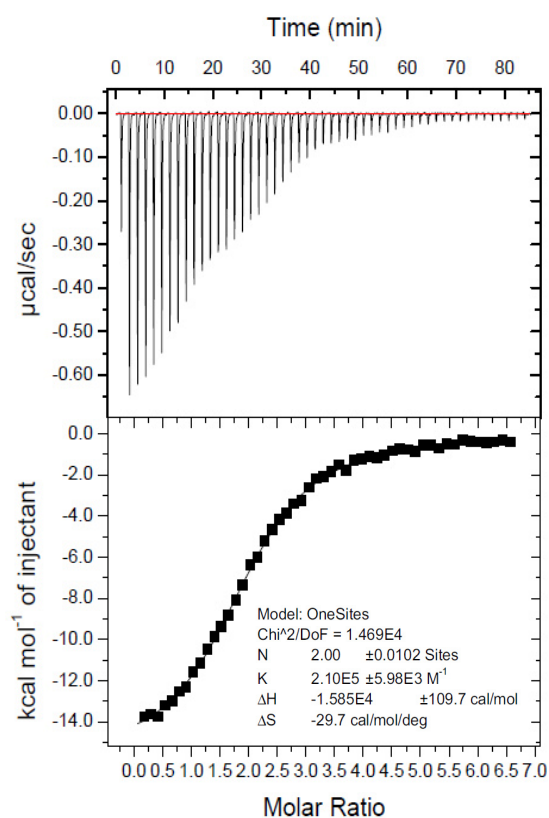 Time (min)
0 10 20 30 40 50 60 70 80
0.00
-0.10
-0.20
-0.30
-0.40
-0.50
-0.60
µcal/sec
0.0
-2.0
-4.0
-6.0
-8.0
-10.0
-12.0
-14.0
kcal mol⁻¹ of injectant
Model: OneSites
Chi^2/DoF = 1.469E4
N 2.00 ±0.0102 Sites
K 2.10E5 ±5.98E3 M⁻¹
ΔH -1.585E4 ±109.7 cal/mol
ΔS -29.7 cal/mol/deg
0.0 0.5 1.0 1.5 2.0 2.5 3.0 3.5 4.0 4.5 5.0 5.5 6.0 6.5 7.0
Molar Ratio